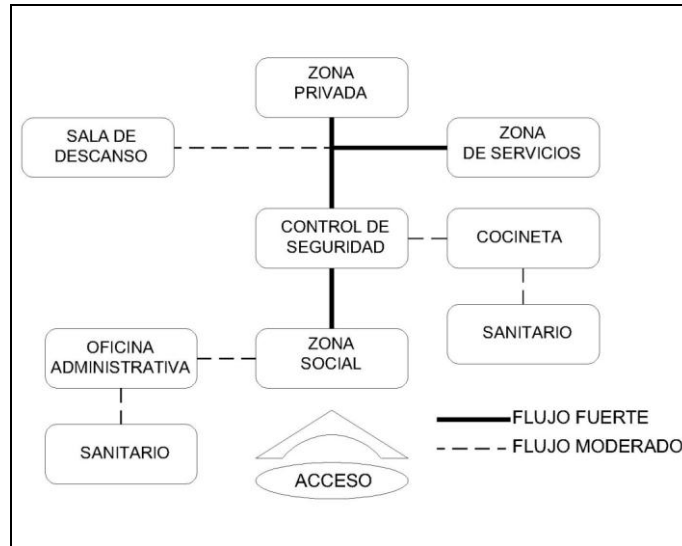 ZONA
PRIVADA
SALA DE
DESCANSO
ZONA
DE SERVICIOS
CONTROL DE
SEGURIDAD
COCINETA
SANITARIO
OFICINA
ADMINISTRATIVA
ZONA
SOCIAL
SANITARIO
FLUJO FUERTE
FLUJO MODERADO
ACCESO